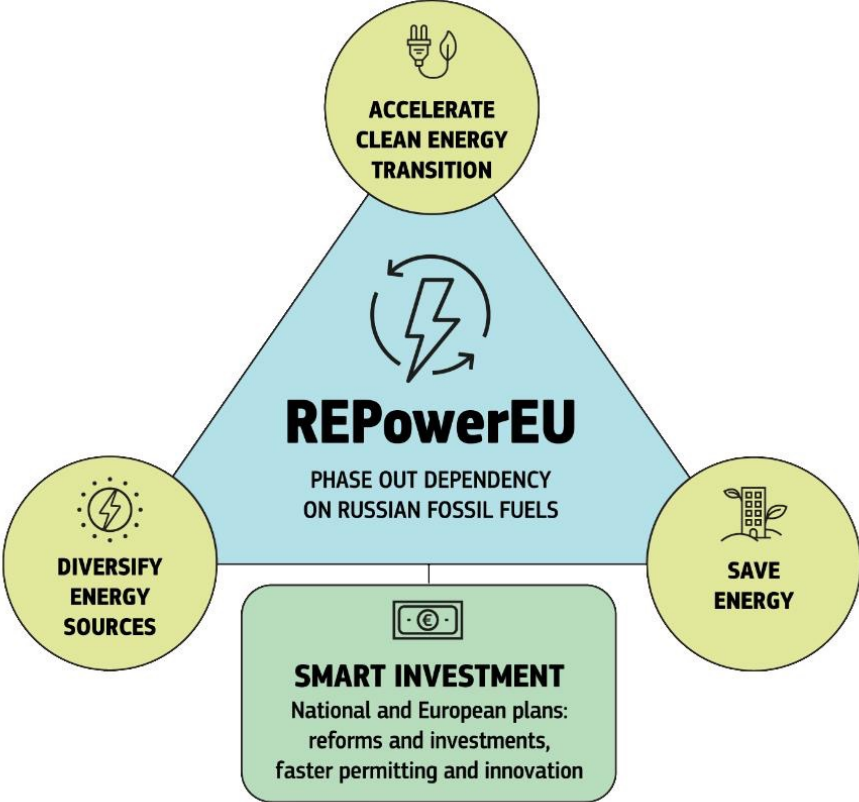 ACCELERATE
CLEAN ENERGY
TRANSITION
REPowerEU
PHASE OUT DEPENDENCY
ON RUSSIAN FOSSIL FUELS
DIVERSIFY
ENERGY
SOURCES
SAVE
ENERGY
€
SMART INVESTMENT
National and European plans:
reforms and investments,
faster permitting and innovation